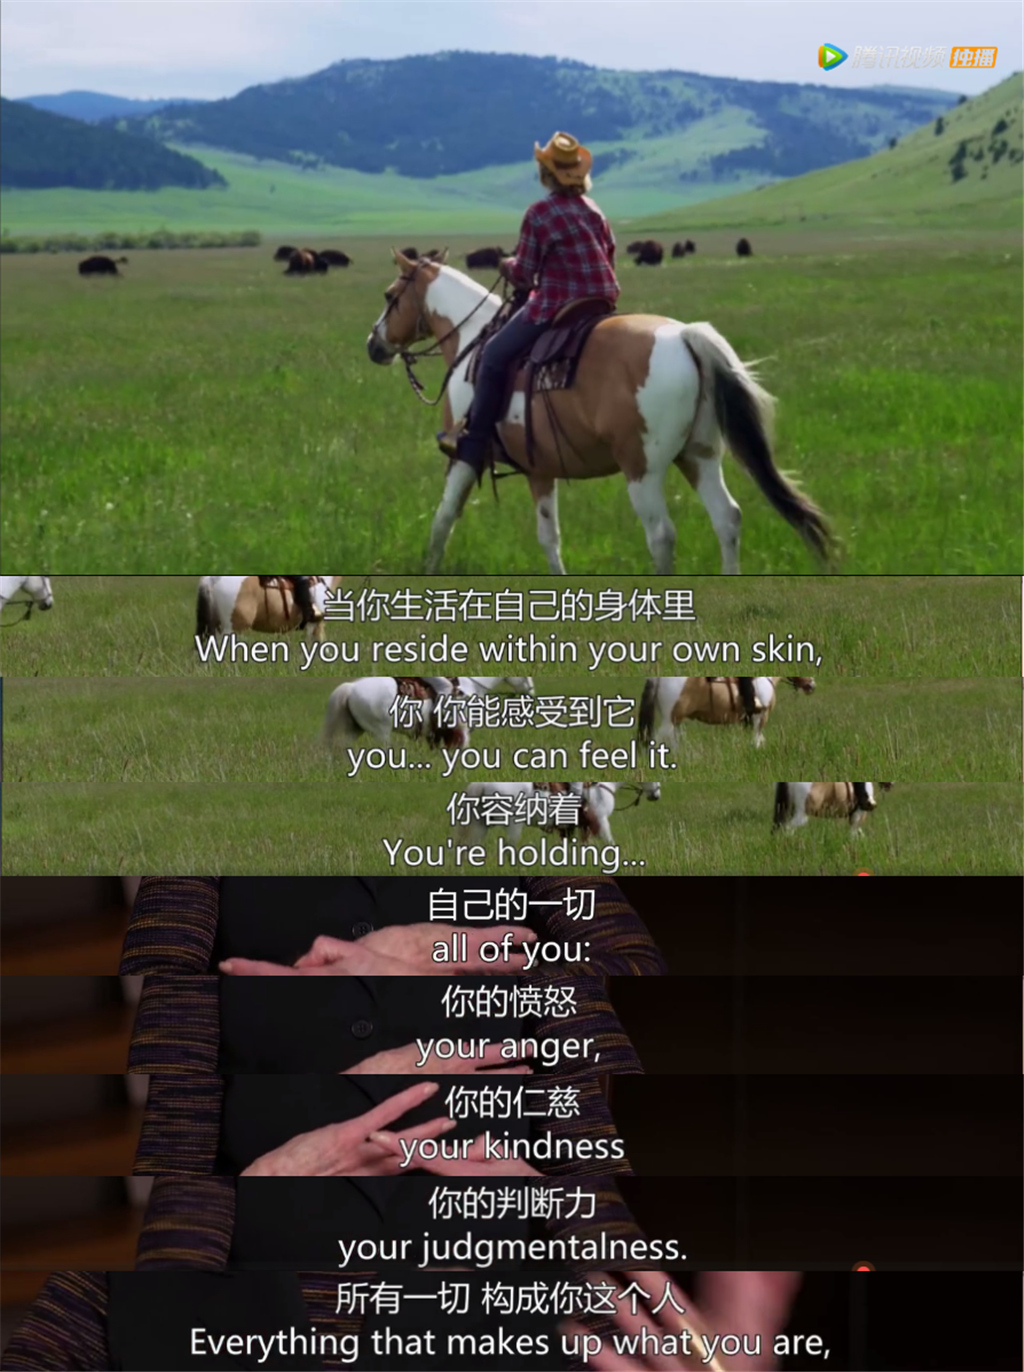 腾讯视频 独播
当你生活在自己的身体里
When you reside within your own skin,
你 你能感受到它
you... you can feel it.
你容纳着
You're holding...
自己的一切
all of you:
你的愤怒
your anger,
你的仁慈
your kindness
你的判断力
your judgmentalness.
所有一切 构成你这个人
Everything that makes up what you are,